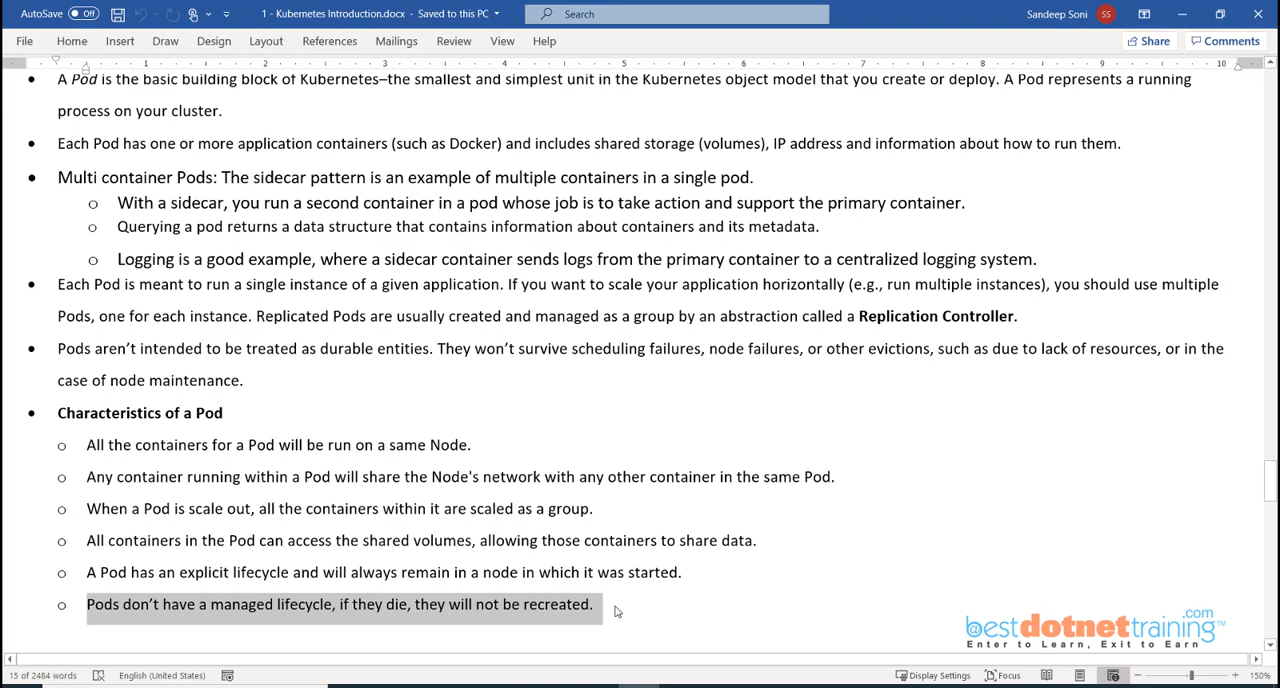 AutoSave Off 1 - Kubernetes Introduction.docx - Saved to this PC Search Sandeep Soni SS
File Home Insert Draw Design Layout References Mailings Review View Help Share Comments
1 2 3 4 5 6 7 8 9 10
• A Pod is the basic building block of Kubernetes–the smallest and simplest unit in the Kubernetes object model that you create or deploy. A Pod represents a running
process on your cluster.
• Each Pod has one or more application containers (such as Docker) and includes shared storage (volumes), IP address and information about how to run them.
• Multi container Pods: The sidecar pattern is an example of multiple containers in a single pod.
o With a sidecar, you run a second container in a pod whose job is to take action and support the primary container.
o Querying a pod returns a data structure that contains information about containers and its metadata.
o Logging is a good example, where a sidecar container sends logs from the primary container to a centralized logging system.
• Each Pod is meant to run a single instance of a given application. If you want to scale your application horizontally (e.g., run multiple instances), you should use multiple
Pods, one for each instance. Replicated Pods are usually created and managed as a group by an abstraction called a Replication Controller.
• Pods aren’t intended to be treated as durable entities. They won’t survive scheduling failures, node failures, or other evictions, such as due to lack of resources, or in the
case of node maintenance.
• Characteristics of a Pod
o All the containers for a Pod will be run on a same Node.
o Any container running within a Pod will share the Node's network with any other container in the same Pod.
o When a Pod is scale out, all the containers within it are scaled as a group.
o All containers in the Pod can access the shared volumes, allowing those containers to share data.
o A Pod has an explicit lifecycle and will always remain in a node in which it was started.
o Pods don’t have a managed lifecycle, if they die, they will not be recreated.
@bestdotnettraining.com™
Enter to Learn, Exit to Earn
15 of 2484 words English (United States) Display Settings Focus 150%